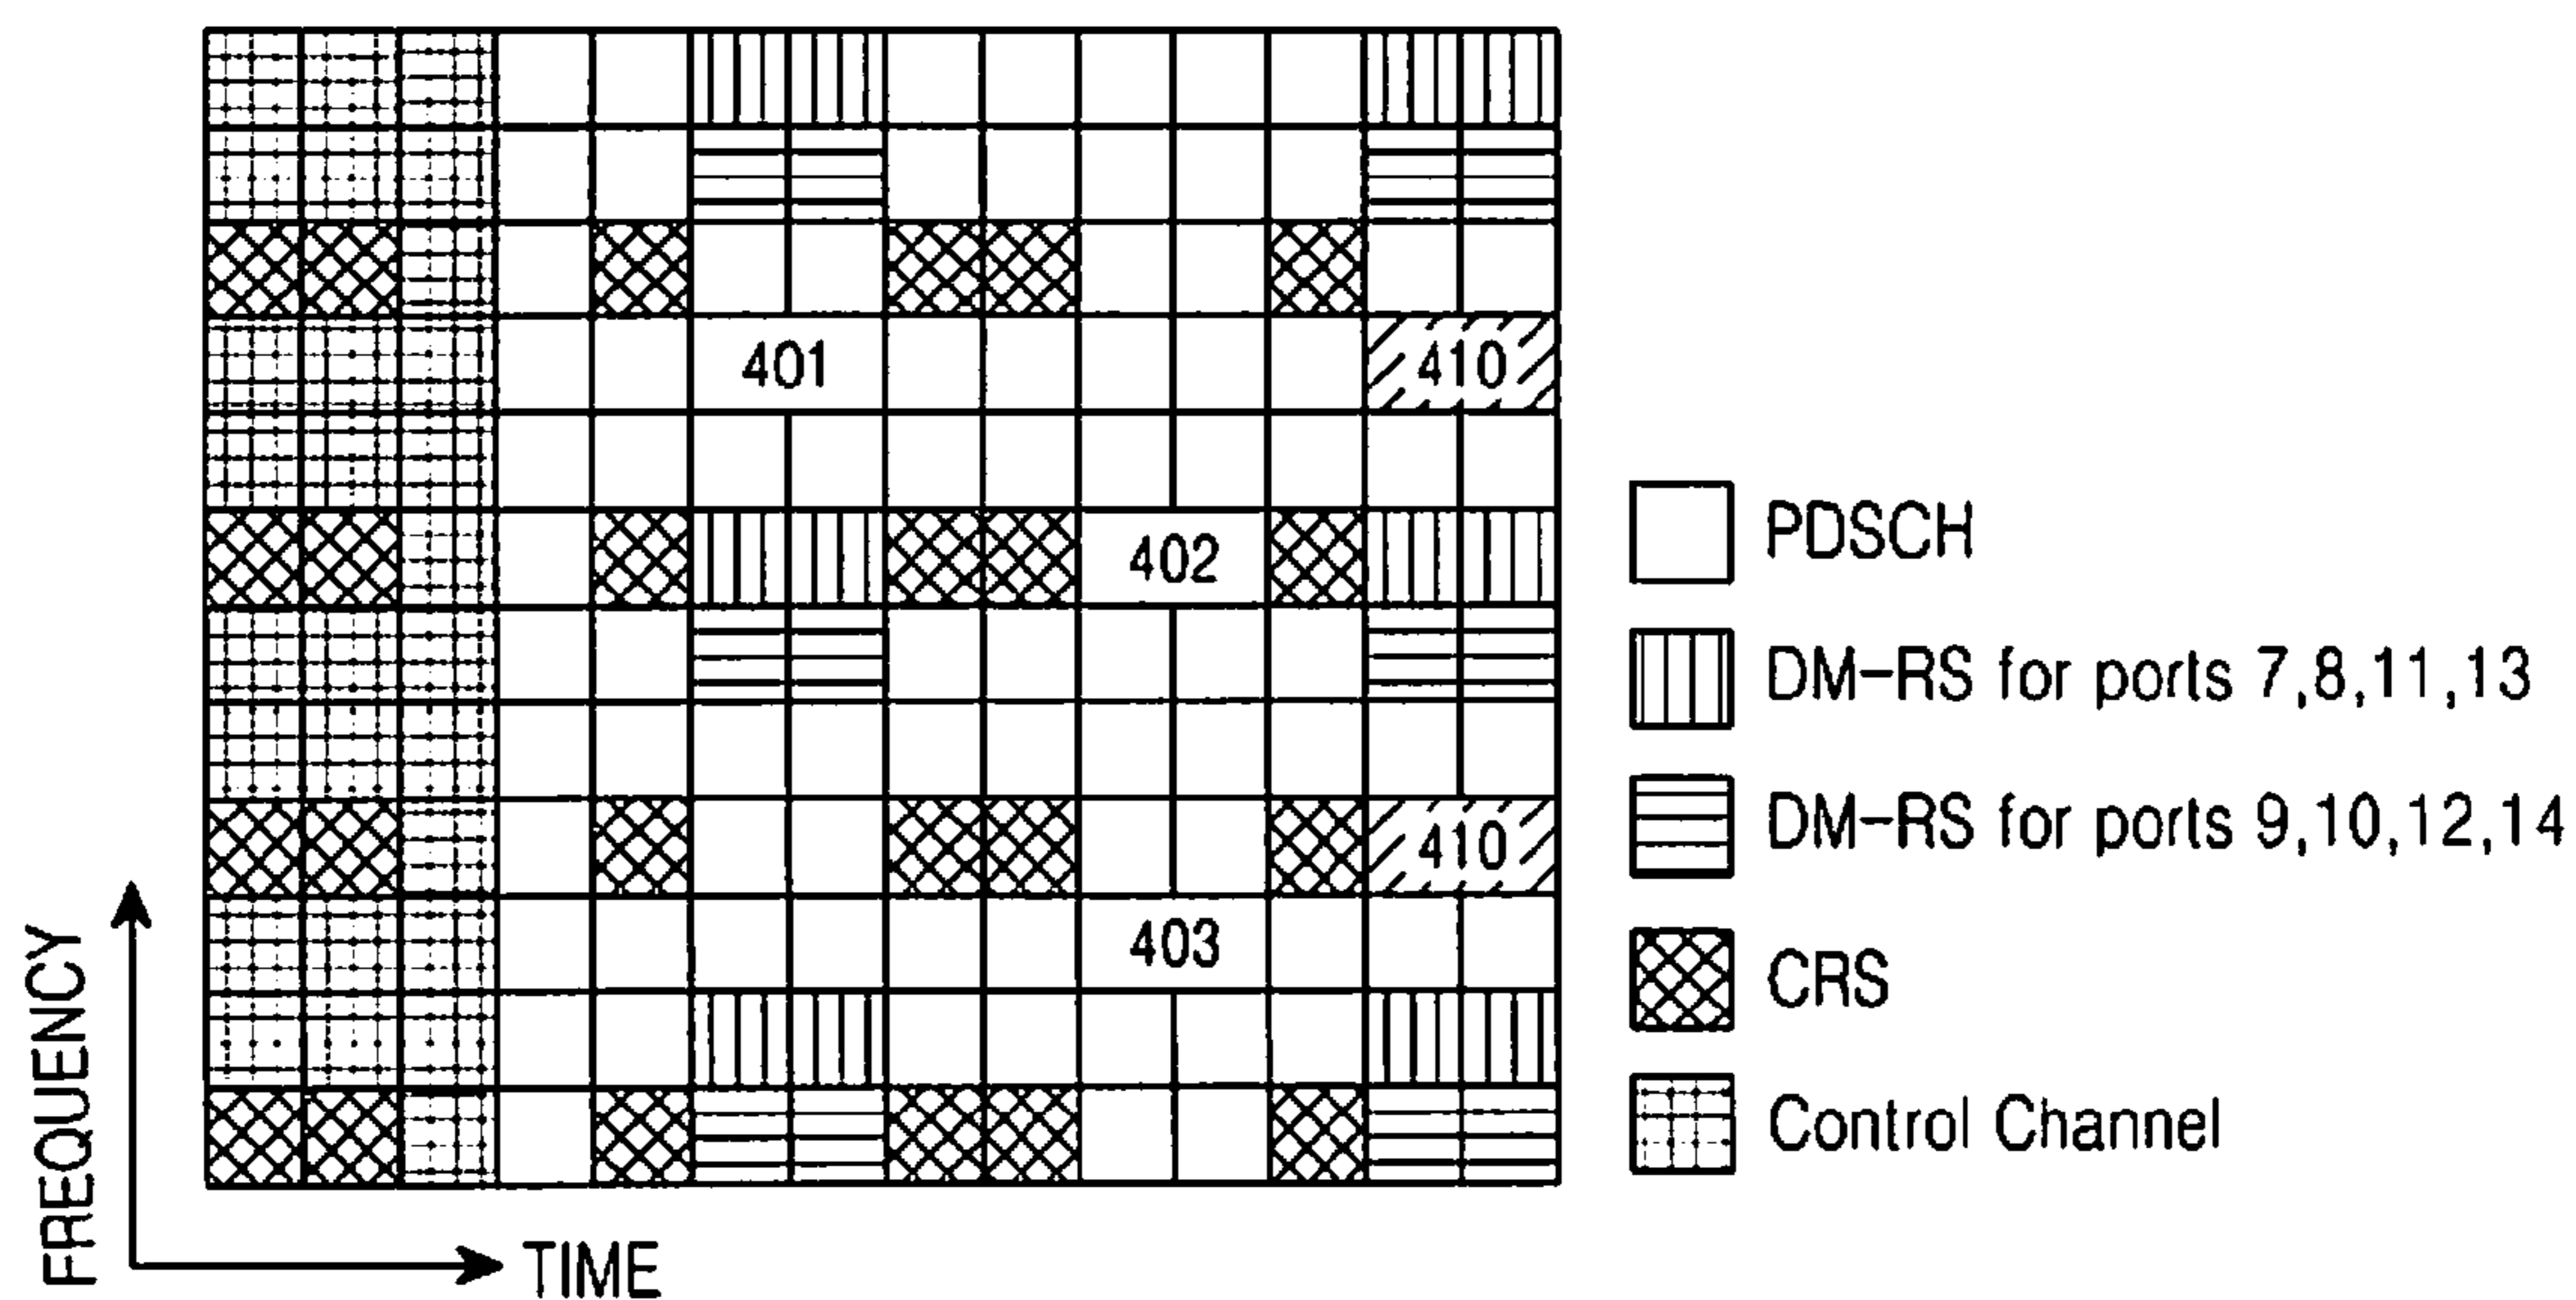 401
410
402
410
403
FREQUENCY
TIME
PDSCH
DM-RS for ports 7,8,11,13
DM-RS for ports 9,10,12,14
CRS
Control Channel